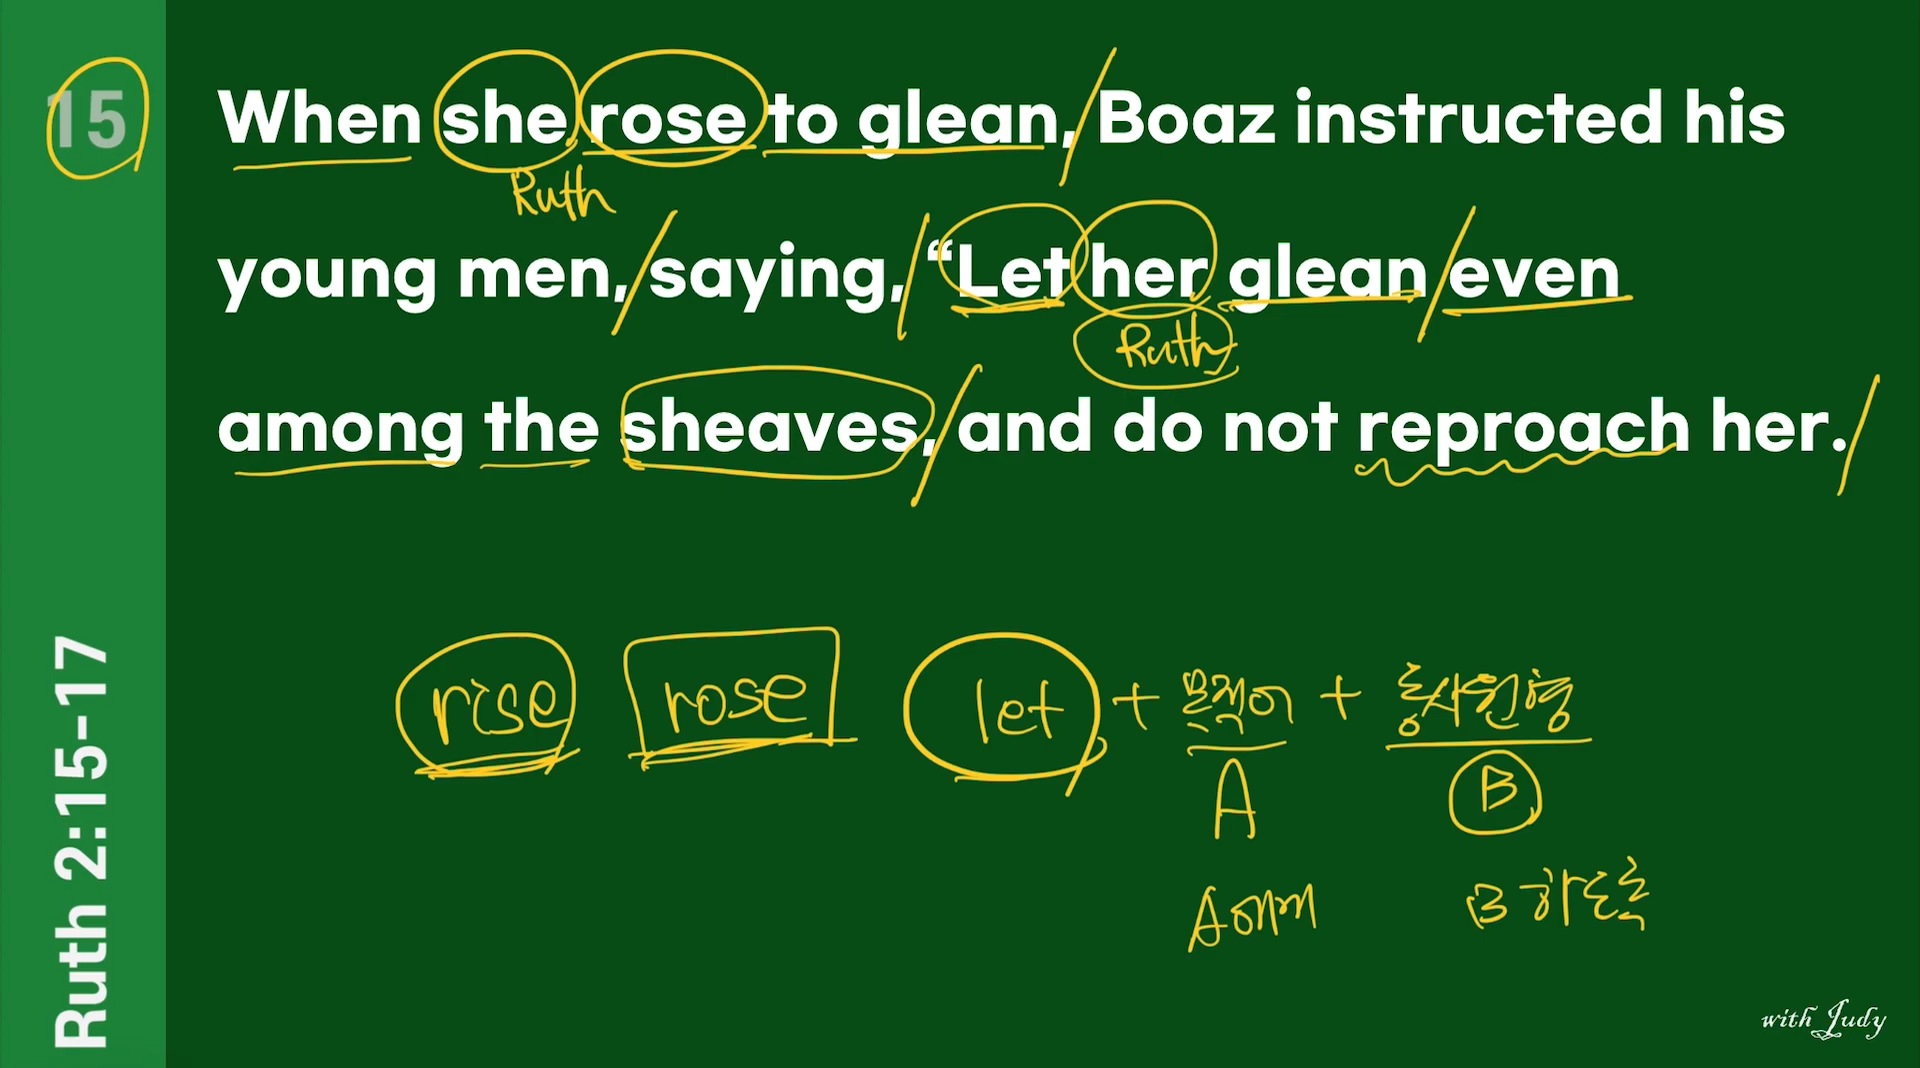 15
When she rose to glean, Boaz instructed his
Ruth
young men, saying, “Let her glean even
Ruth
among the sheaves, and do not reproach her.
rise rose let + 목적어 + 동사원형
A B
A에게 B 하도록
Ruth 2:15-17
with Judy